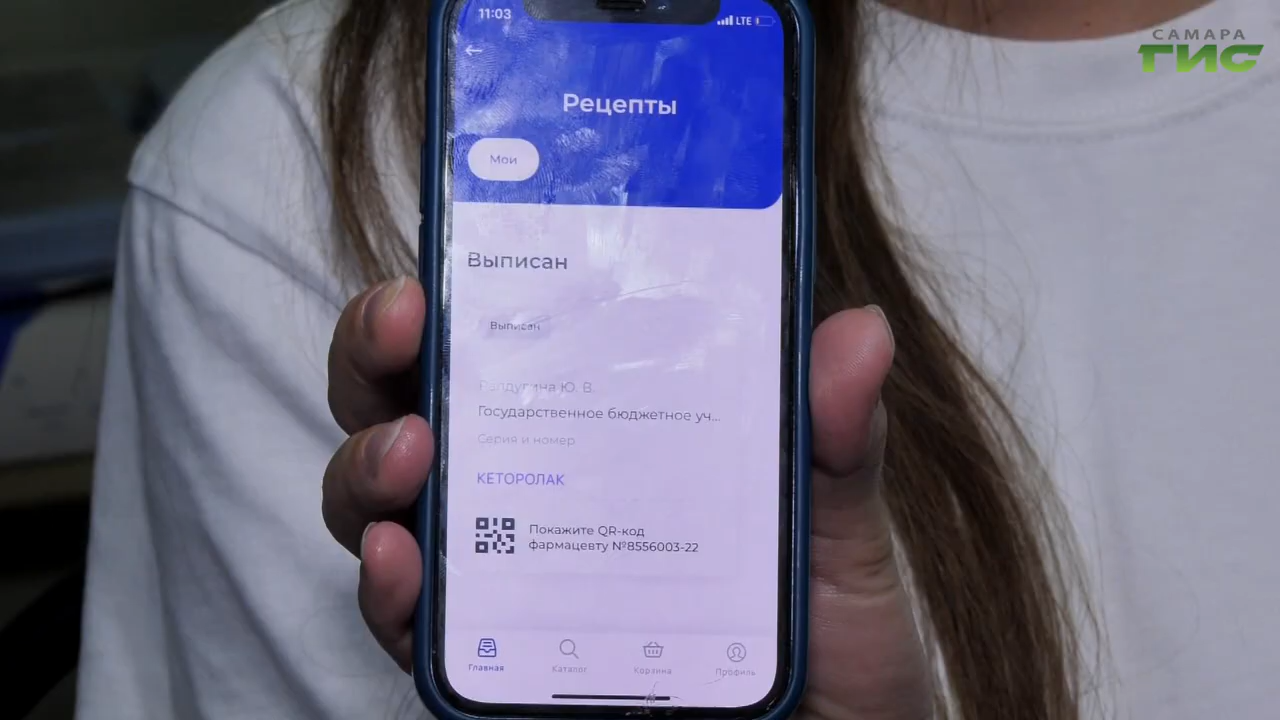 11:03
LTE
САМАРА
ГИС
Рецепты
Мои
Выписан
Выписан
Ю. В.
Государственное бюджетное уч...
Серия и номер
КЕТОРОЛАК
Покажите QR-код
фармацевту №8556003-22
Главная
Каталог
Корзина
Профиль